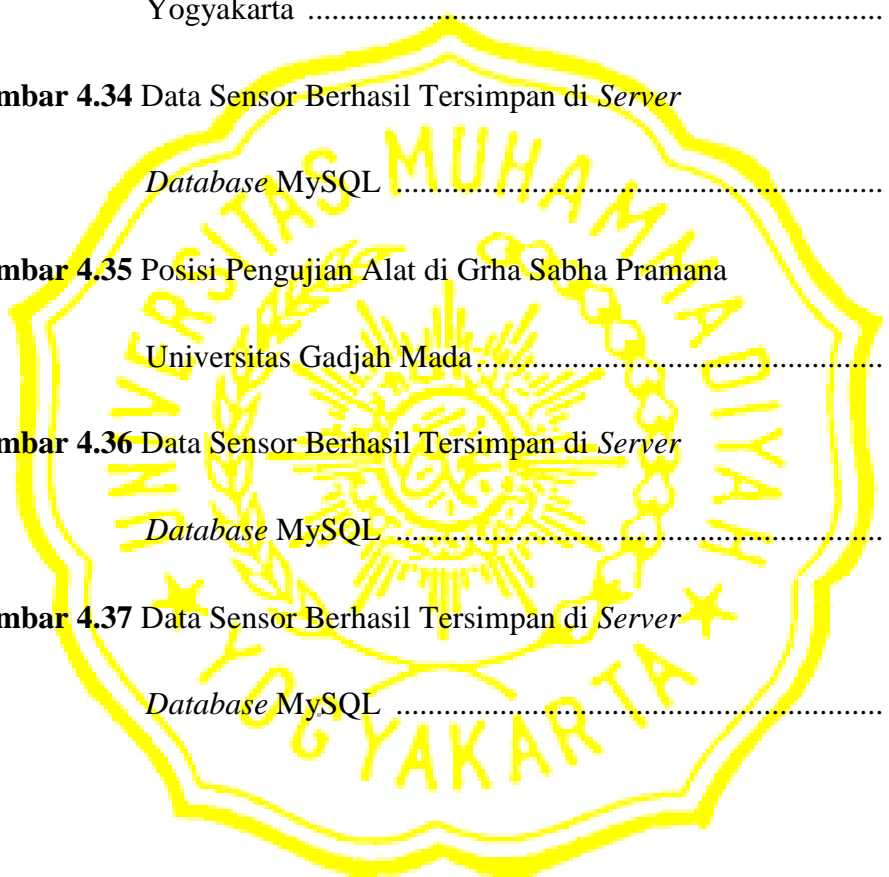 Yogyakarta ........................................................................
mbar 4.34 Data Sensor Berhasil Tersimpan di Server
Database MySQL .............................................................
mbar 4.35 Posisi Pengujian Alat di Grha Sabha Pramana
Universitas Gadjah Mada ...................................................
mbar 4.36 Data Sensor Berhasil Tersimpan di Server
Database MySQL .............................................................
mbar 4.37 Data Sensor Berhasil Tersimpan di Server
Database MySQL .............................................................
UNIVERSITAS MUHAMMADIYAH
YOGYAKARTA